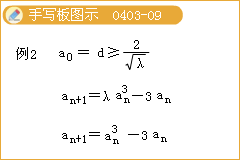 手写板图示 0403-09
例2 a₀ = d ≥ 2/√λ
aₙ₊₁=λ aₙ³−3 aₙ
aₙ₊₁=aₙ³ −3 aₙ